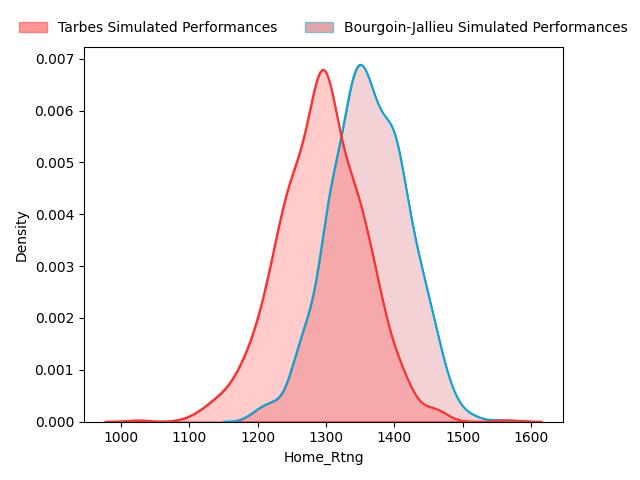 Tarbes Simulated Performances
Bourgoin-Jallieu Simulated Performances
0.007
0.006
0.005
0.004
0.003
0.002
0.001
0.000
Density
1000 1100 1200 1300 1400 1500 1600
Home_Rtng